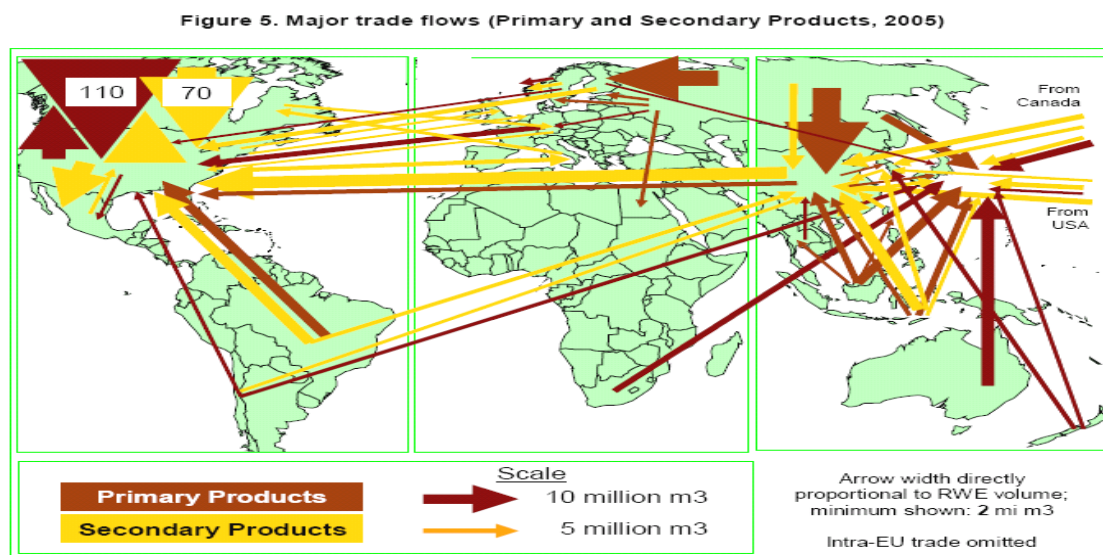 Figure 5. Major trade flows (Primary and Secondary Products, 2005)
110
70
From
Canada
From
USA
Primary Products
Secondary Products
Scale
10 million m3
5 million m3
Arrow width directly
proportional to RWE volume;
minimum shown: 2 mi m3
Intra-EU trade omitted